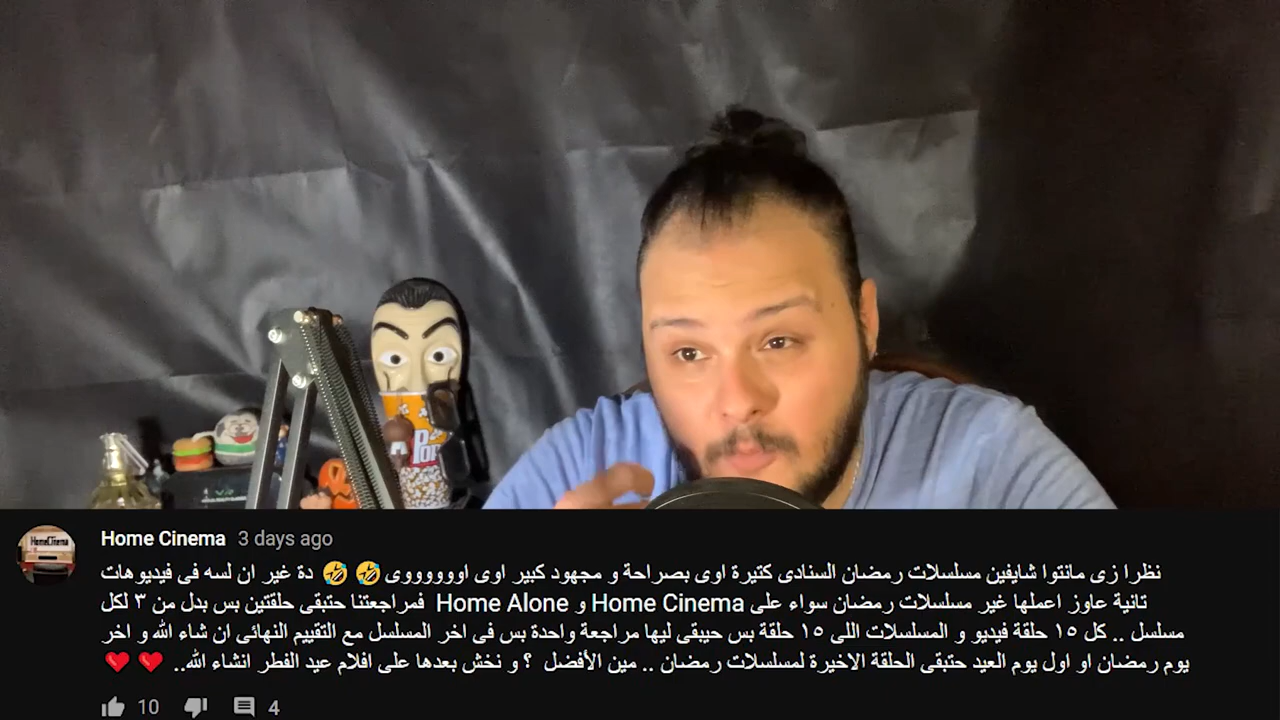 Pop
Home Cinema 3 days ago
نظرا زى مانتوا شايفين مسلسلات رمضان السنادى كتيرة اوى بصراحة و مجهود كبير اوى اووووووى🤣🤣 دة غير ان لسه فى فيديوهات
تانية عاوز اعملها غير مسلسلات رمضان سواء على Home Cinema و Home Alone فمراجعتنا حتبقى حلقتين بس بدل من ٣ لكل
مسلسل .. كل ١٥ حلقة فيديو و المسلسلات اللى ١٥ حلقة بس حيبقى ليها مراجعة واحدة بس فى اخر المسلسل مع التقييم النهائى ان شاء الله و اخر
يوم رمضان او اول يوم العيد حتبقى الحلقة الاخيرة لمسلسلات رمضان .. مين الأفضل ؟ و نخش بعدها على افلام عيد الفطر انشاء الله.. ❤️ ❤️
10 4